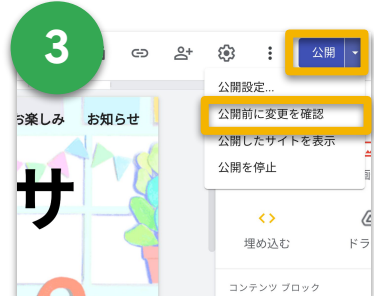 3
公開
公開設定...
公開前に変更を確認
公開したサイトを表示
公開を停止
お楽しみ お知らせ
サ
埋め込む ドラ
コンテンツ ブロック